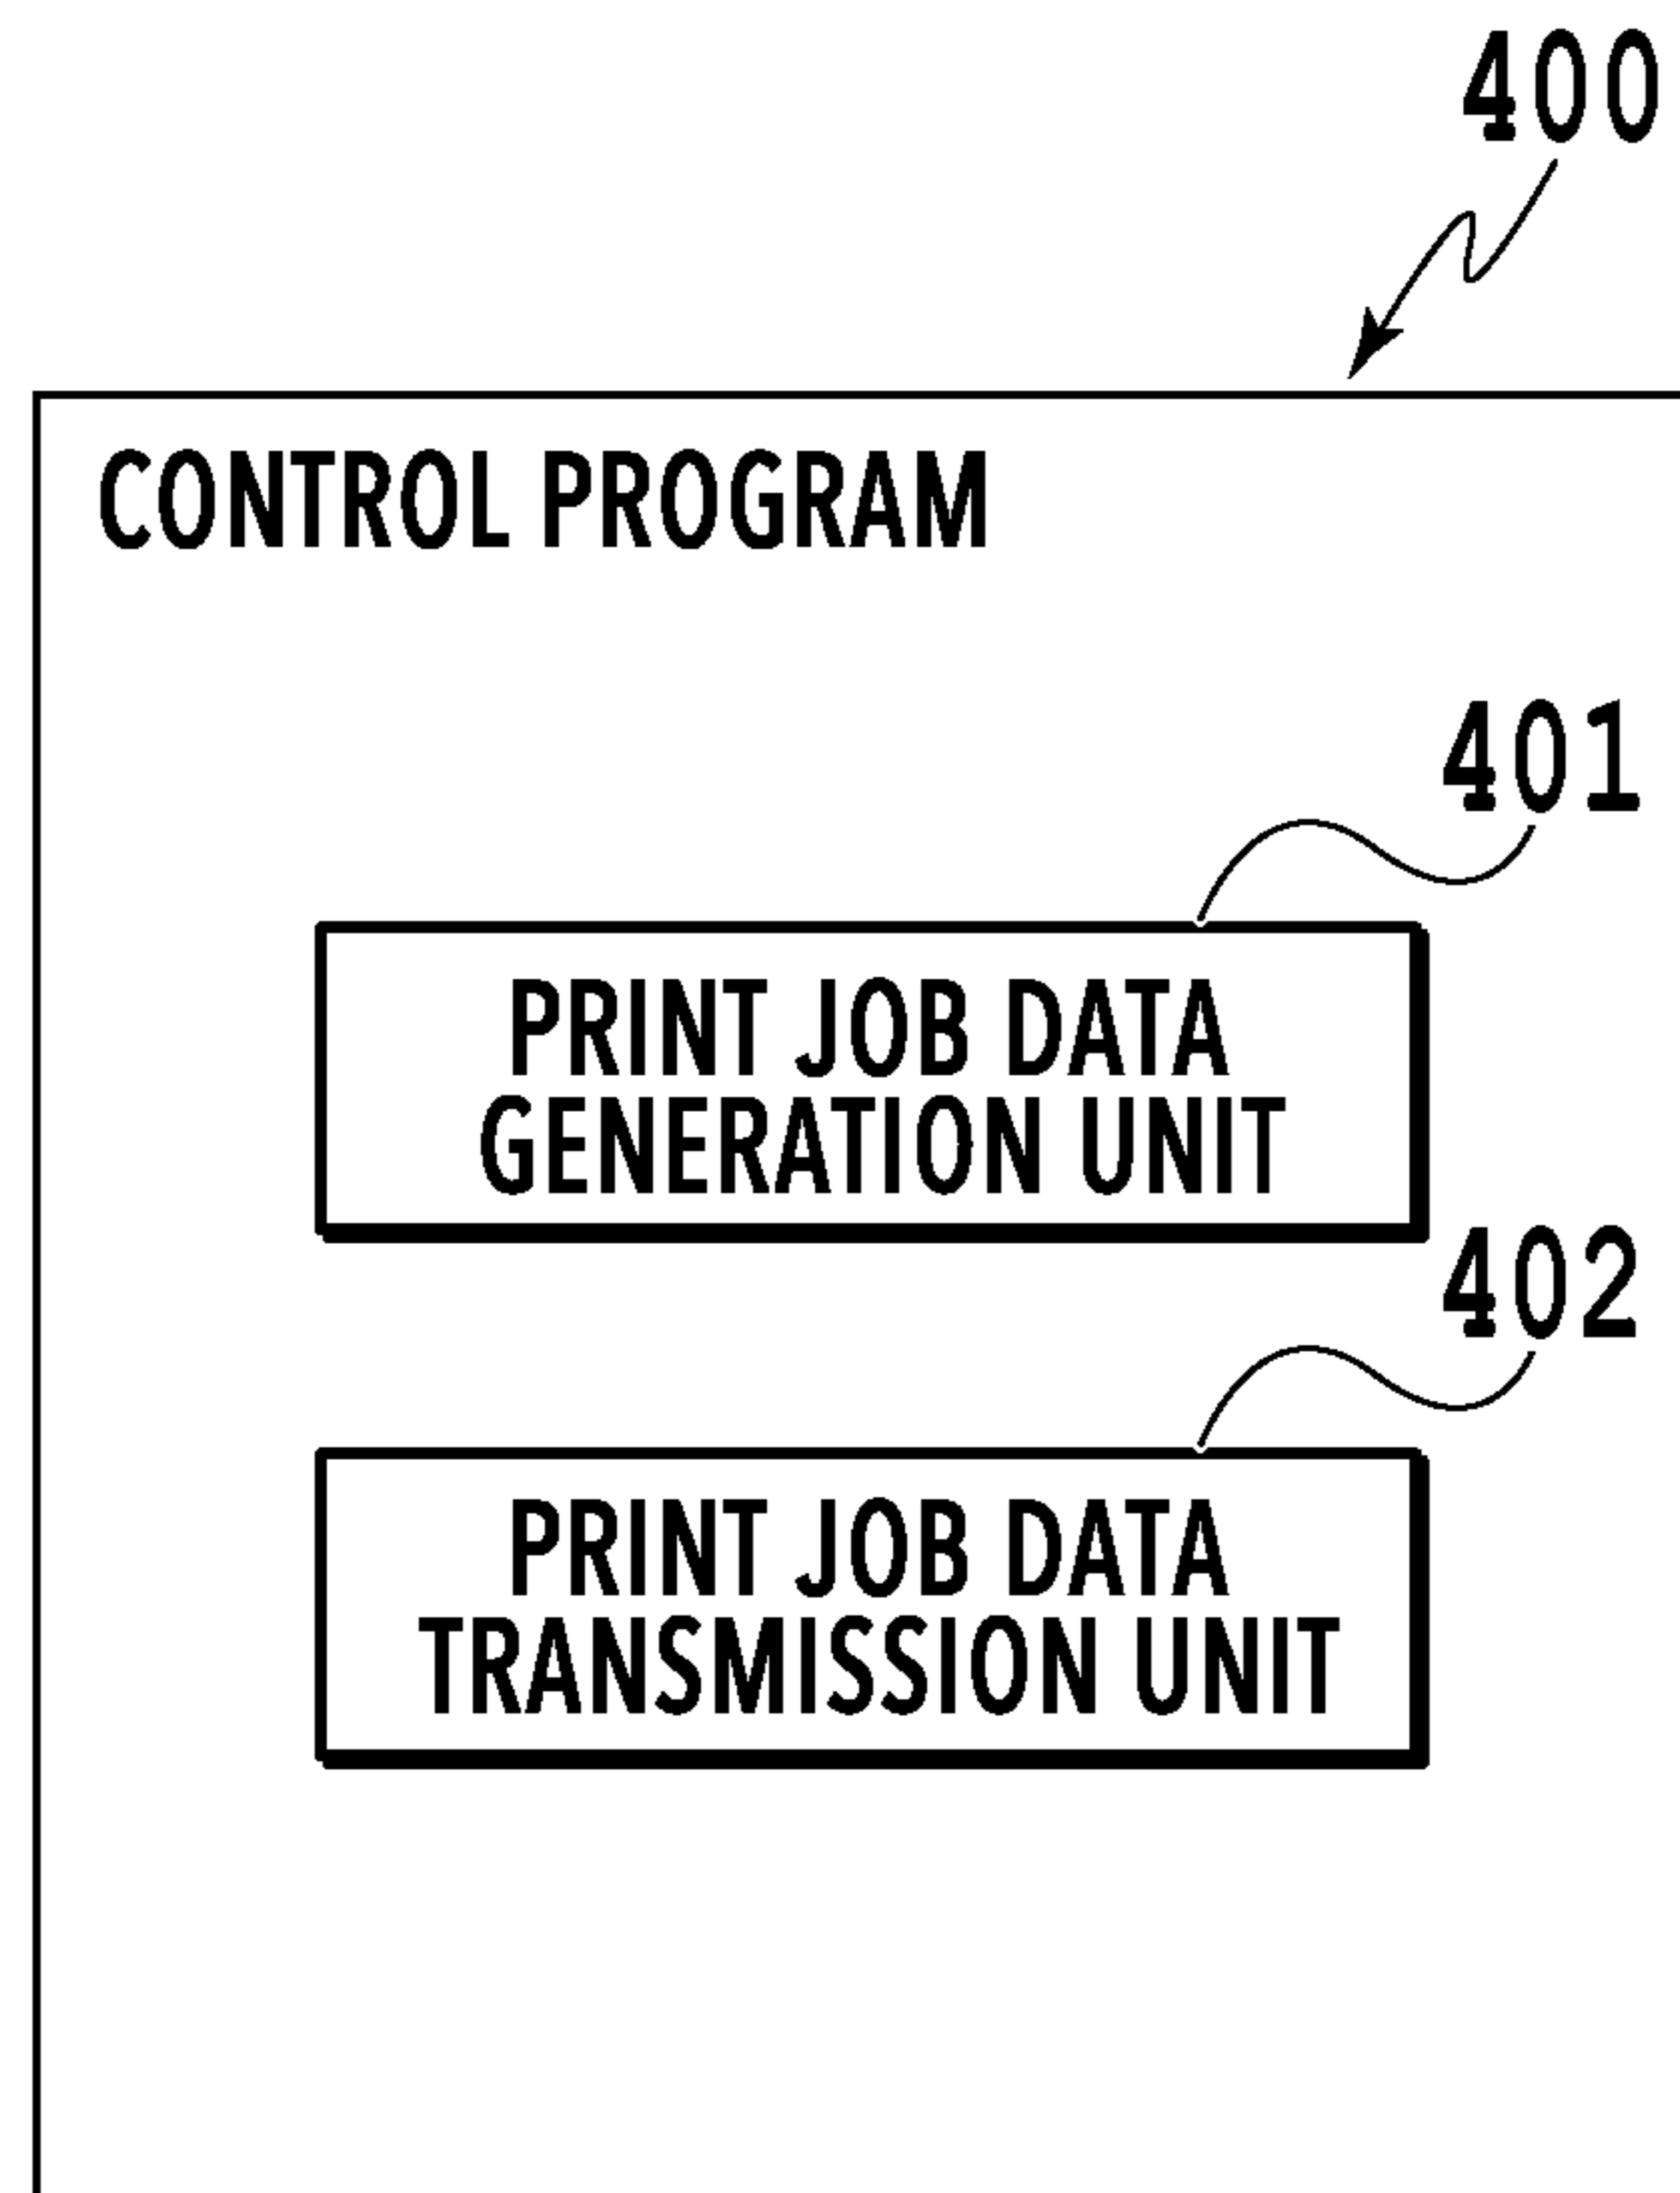 400
CONTROL PROGRAM
401
PRINT JOB DATA
GENERATION UNIT
402
PRINT JOB DATA
TRANSMISSION UNIT